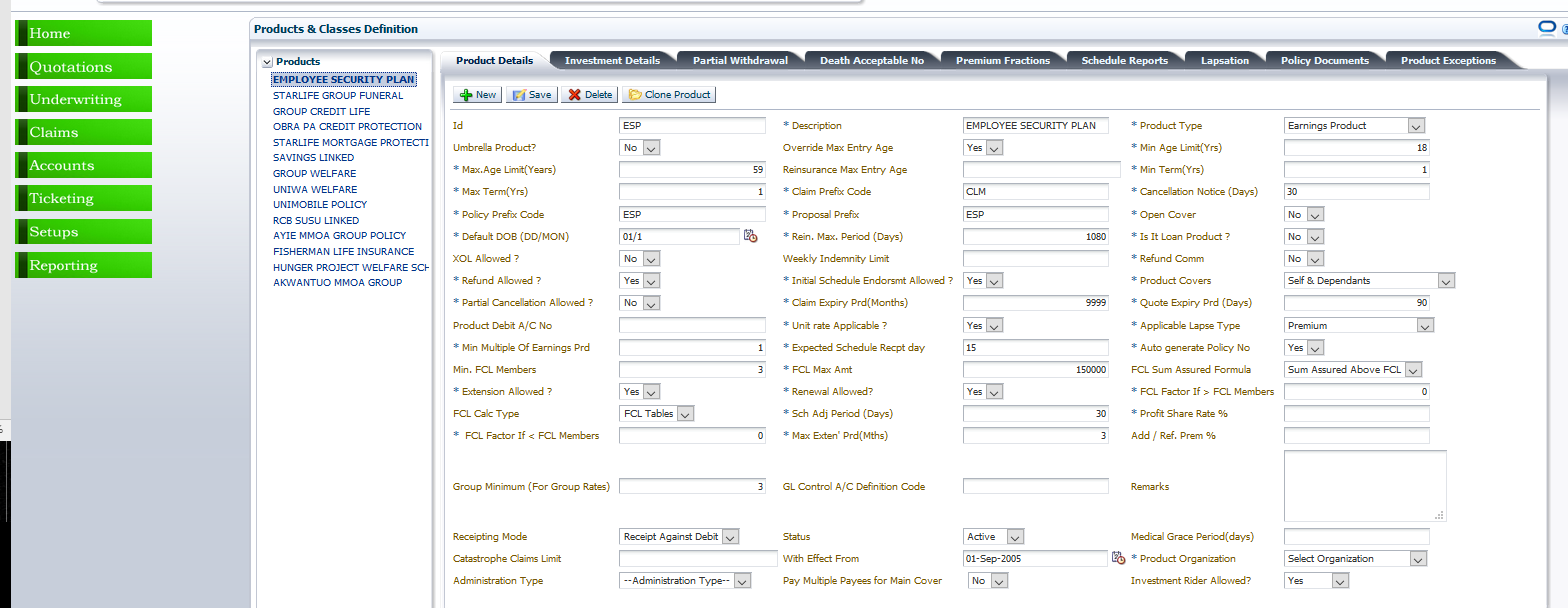 Home
Quotations
Underwriting
Claims
Accounts
Ticketing
Setups
Reporting
Products & Classes Definition
Products
EMPLOYEE SECURITY PLAN
STARLIFE GROUP FUNERAL
GROUP CREDIT LIFE
OBRA PA CREDIT PROTECTION
STARLIFE MORTGAGE PROTECTI
SAVINGS LINKED
GROUP WELFARE
UNIWA WELFARE
UNIMOBILE POLICY
RCB SUSU LINKED
AYIE MMOA GROUP POLICY
FISHERMAN LIFE INSURANCE
HUNGER PROJECT WELFARE SCH
AKWANTUO MMOA GROUP
Product Details Investment Details Partial Withdrawal Death Acceptable No Premium Fractions Schedule Reports Lapsation Policy Documents Product Exceptions
New Save Delete Clone Product
Id ESP * Description EMPLOYEE SECURITY PLAN * Product Type Earnings Product
Umbrella Product? No Override Max Entry Age Yes * Min Age Limit(Yrs) 18
* Max.Age Limit(Years) 59 Reinsurance Max Entry Age * Min Term(Yrs) 1
* Max Term(Yrs) 1 * Claim Prefix Code CLM * Cancellation Notice (Days) 30
* Policy Prefix Code ESP * Proposal Prefix ESP * Open Cover No
* Default DOB (DD/MON) 01/1 * Rein. Max. Period (Days) 1080 * Is It Loan Product ? No
XOL Allowed ? No Weekly Indemnity Limit * Refund Comm No
* Refund Allowed ? Yes * Initial Schedule Endorsmt Allowed ? Yes * Product Covers Self & Dependants
* Partial Cancellation Allowed ? No * Claim Expiry Prd(Months) 9999 * Quote Expiry Prd (Days) 90
Product Debit A/C No * Unit rate Applicable ? Yes * Applicable Lapse Type Premium
* Min Multiple Of Earnings Prd 1 * Expected Schedule Recpt day 15 * Auto generate Policy No Yes
Min. FCL Members 3 * FCL Max Amt 150000 FCL Sum Assured Formula Sum Assured Above FCL
* Extension Allowed ? Yes * Renewal Allowed? Yes * FCL Factor If > FCL Members 0
FCL Calc Type FCL Tables * Sch Adj Period (Days) 30 * Profit Share Rate %
* FCL Factor If < FCL Members 0 * Max Exten' Prd(Mths) 3 Add / Ref. Prem %
Group Minimum (For Group Rates) 3 GL Control A/C Definition Code Remarks
Receipting Mode Receipt Against Debit Status Active Medical Grace Period(days)
Catastrophe Claims Limit With Effect From 01-Sep-2005 * Product Organization Select Organization
Administration Type --Administration Type-- Pay Multiple Payees for Main Cover No Investment Rider Allowed? Yes